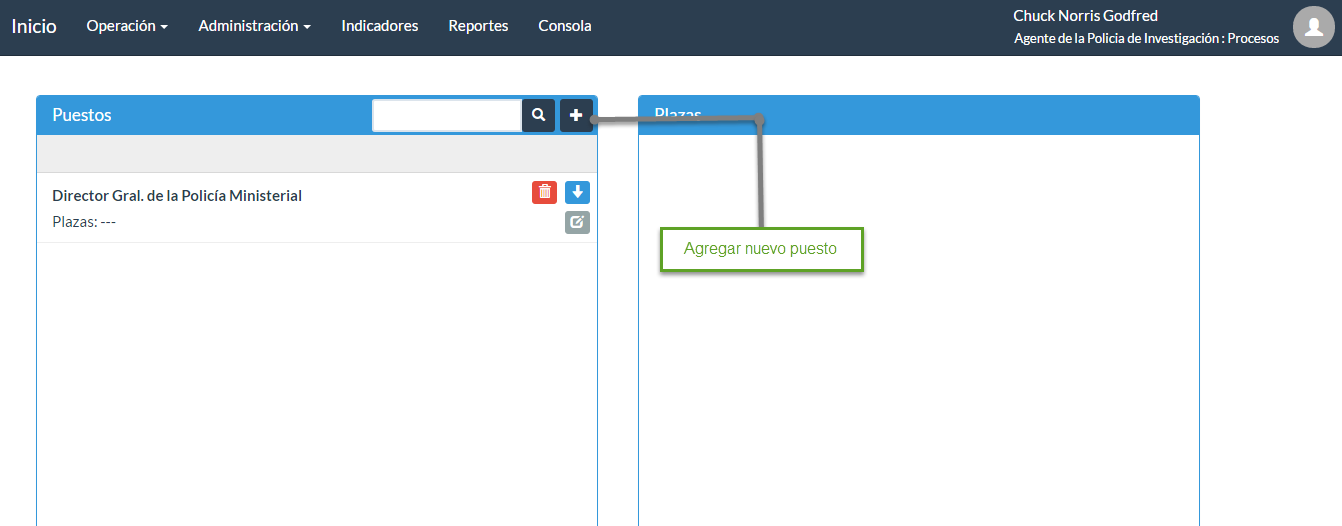 Inicio Operación Administración Indicadores Reportes Consola
Chuck Norris Godfred
Agente de la Policia de Investigación : Procesos
Puestos
Plazas
Director Gral. de la Policía Ministerial
Plazas: ---
Agregar nuevo puesto